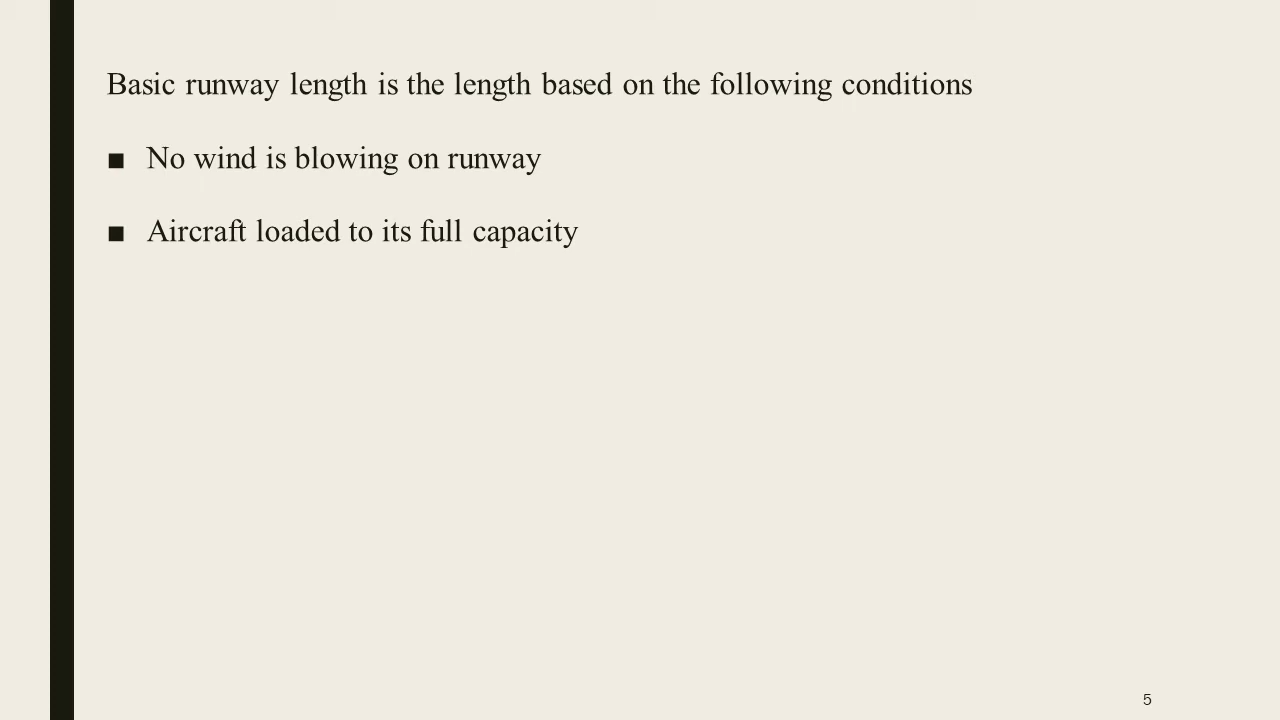 Basic runway length is the length based on the following conditions
■ No wind is blowing on runway
■ Aircraft loaded to its full capacity
5